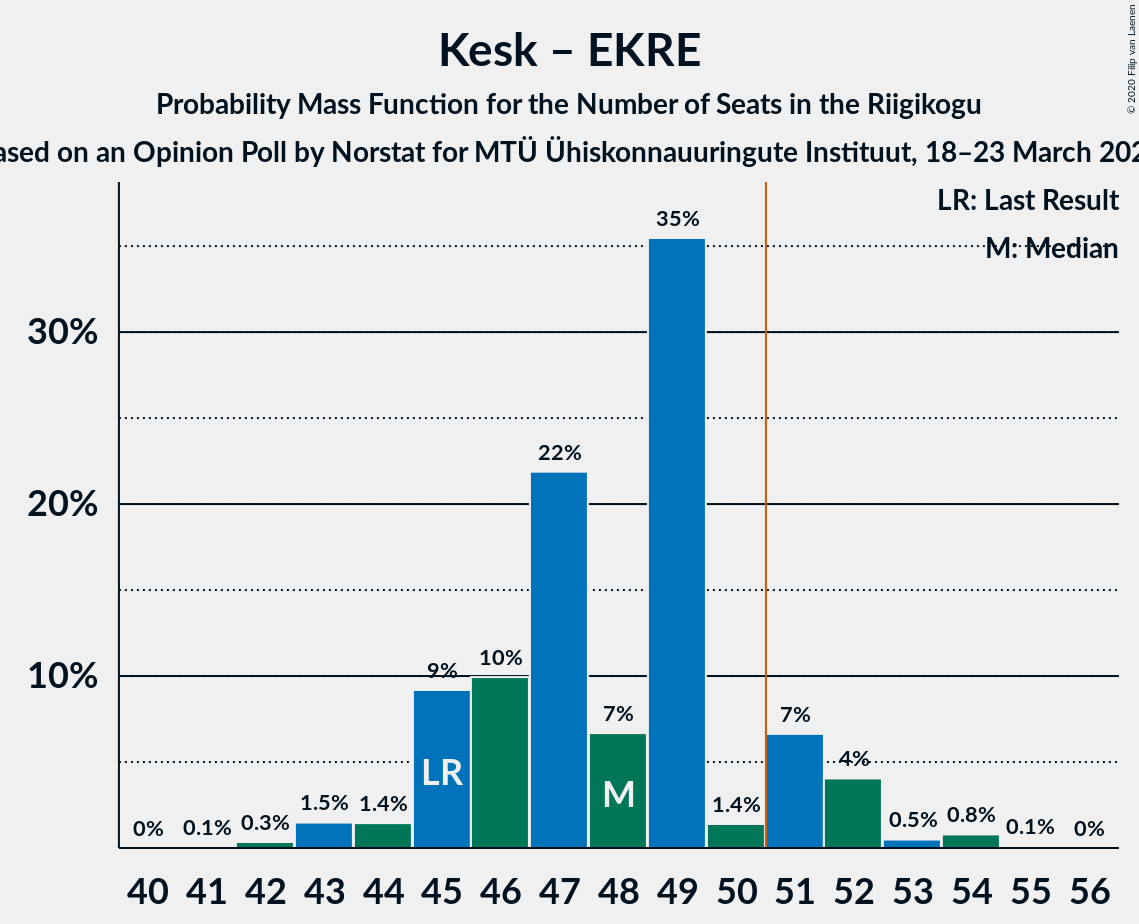 Kesk – EKRE
Probability Mass Function for the Number of Seats in the Riigikogu
on an Opinion Poll by Norstat for MTÜ Ühiskonnauuringute Instituut, 18–23 March
© 2020 Filip van Laenen
LR: Last Result
M: Median
30%
20%
10%
0% 0.1% 0.3% 1.5% 1.4% 9% 10% 22% 7% 35% 1.4% 7% 4% 0.5% 0.8% 0.1% 0%
LR
M
40 41 42 43 44 45 46 47 48 49 50 51 52 53 54 55 56